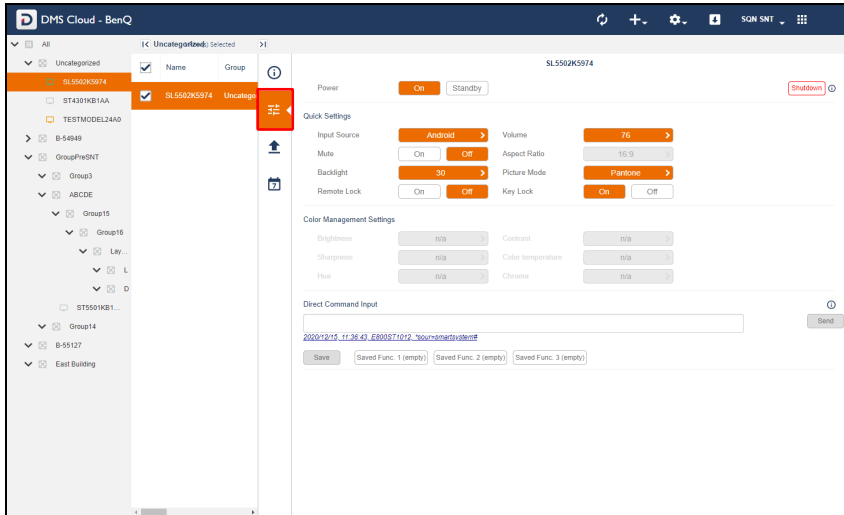 DMS Cloud - BenQ
SQN SNT
All
Uncategorized
SL5502K5974
ST4301KB1AA
TESTMODEL24A0
B-54949
GroupPreSNT
Group3
ABCDE
Group15
Group16
Lay...
L
D
ST5501KB1...
Group14
B-55127
East Building
Uncategorized Selected
Name Group
SL5502K5974 Uncatego
7
SL5502K5974
Power On Standby Shutdown
Quick Settings
Input Source Android Volume 76
Mute On Off Aspect Ratio 16:9
Backlight 30 Picture Mode Pantone
Remote Lock On Off Key Lock On Off
Color Management Settings
Brightness n/a Contrast n/a
Sharpness n/a Color temperature n/a
Hue n/a Chroma n/a
Direct Command Input
Send
2020/12/15, 11:36:43, E800ST1012, *sour=smartsystem#
Save Saved Func. 1 (empty) Saved Func. 2 (empty) Saved Func. 3 (empty)